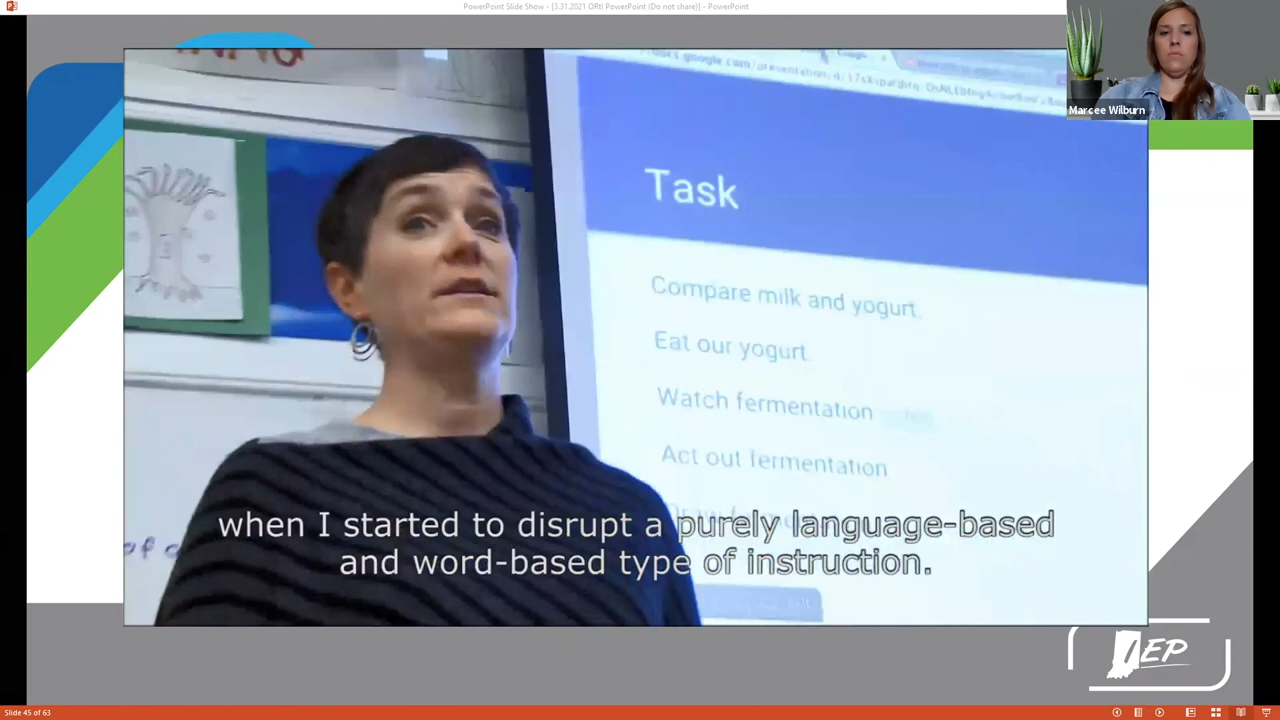 PowerPoint Slide Show - [3.31.2021 ORtI PowerPoint (Do not share)] - PowerPoint
Marcee Wilburn
Task
Compare milk and yogurt.
Eat our yogurt
Watch fermentation
Act out fermentation
when I started to disrupt a purely language-based
and word-based type of instruction.
IEP
Slide 45 of 63